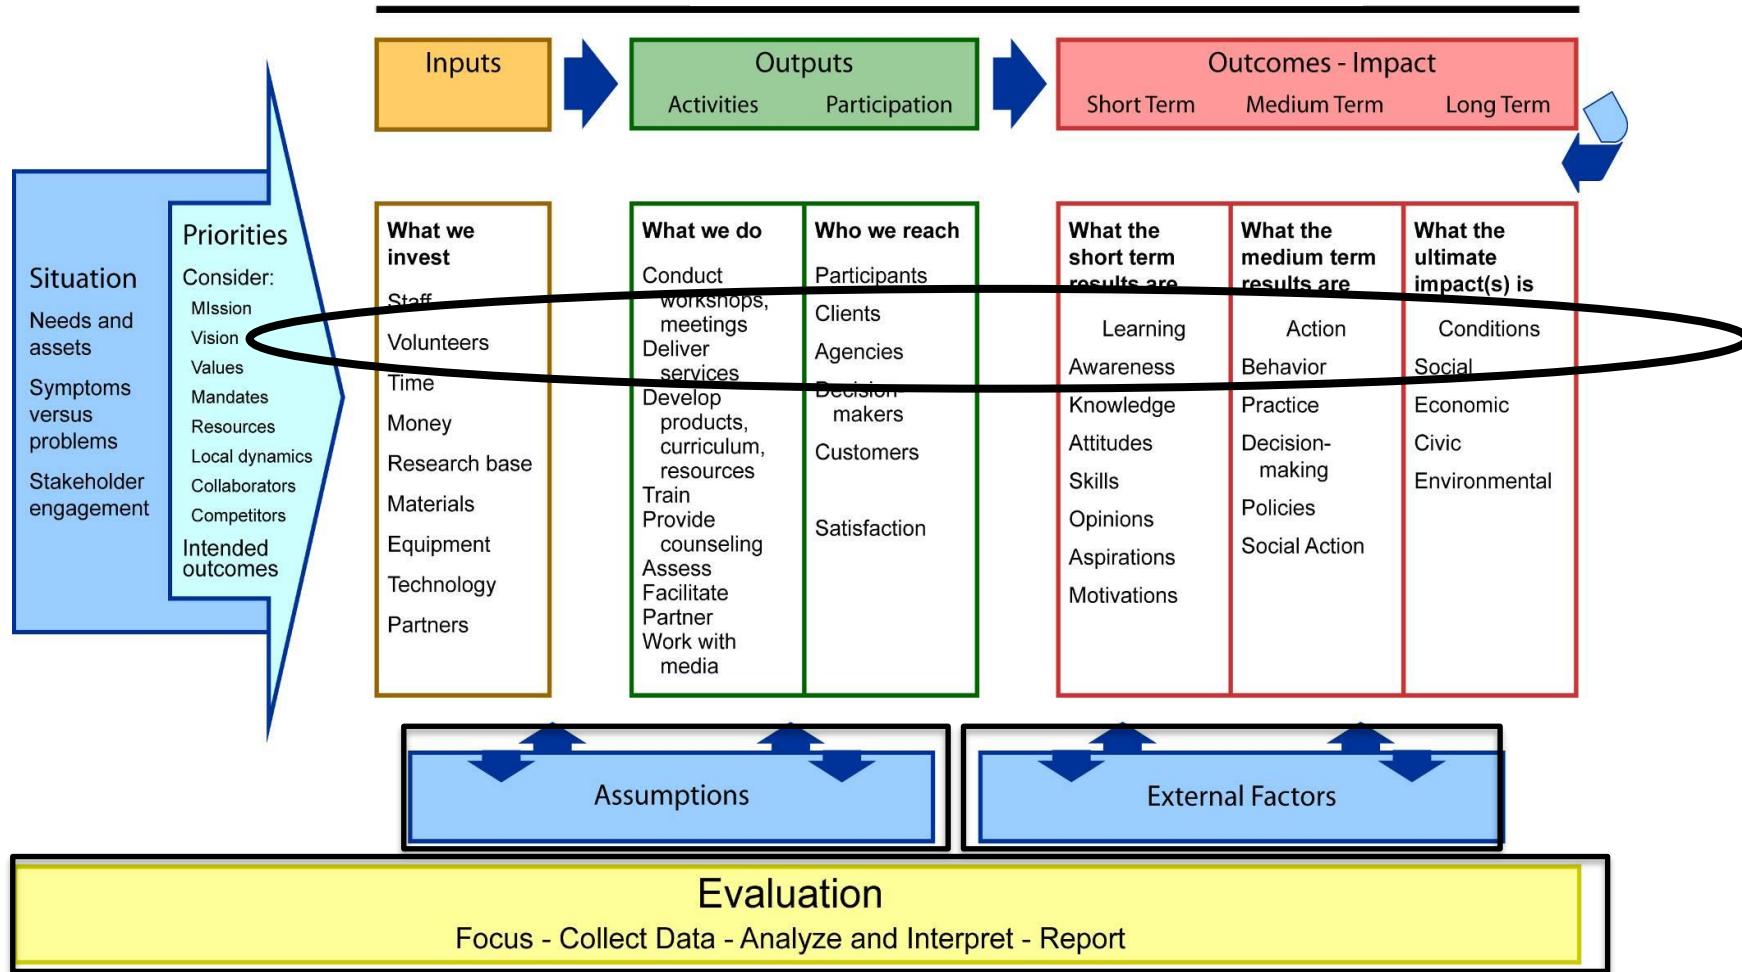 Inputs
Outputs
Activities
Participation
Outcomes - Impact
Short Term
Medium Term
Long Term
Situation
Needs and
assets
Symptoms
versus
problems
Stakeholder
engagement
Priorities
Consider:
MIssion
Vision
Values
Mandates
Resources
Local dynamics
Collaborators
Competitors
Intended
outcomes
What we
invest
Staff
Volunteers
Time
Money
Research base
Materials
Equipment
Technology
Partners
What we do
Conduct
workshops,
meetings
Deliver
services
Develop
products,
curriculum,
resources
Train
Provide
counseling
Assess
Facilitate
Partner
Work with
media
Who we reach
Participants
Clients
Agencies
Decision-
makers
Customers
Satisfaction
What the
short term
results are
Learning
Awareness
Knowledge
Attitudes
Skills
Opinions
Aspirations
Motivations
What the
medium term
results are
Action
Behavior
Practice
Decision-
making
Policies
Social Action
What the
ultimate
impact(s) is
Conditions
Social
Economic
Civic
Environmental
Assumptions
External Factors
Evaluation
Focus - Collect Data - Analyze and Interpret - Report